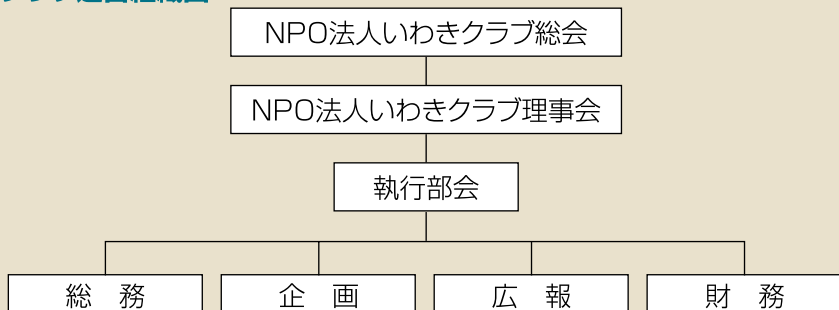 NPO法人いわきクラブ総会
NPO法人いわきクラブ理事会
執行部会
総　務
企　画
広　報
財　務